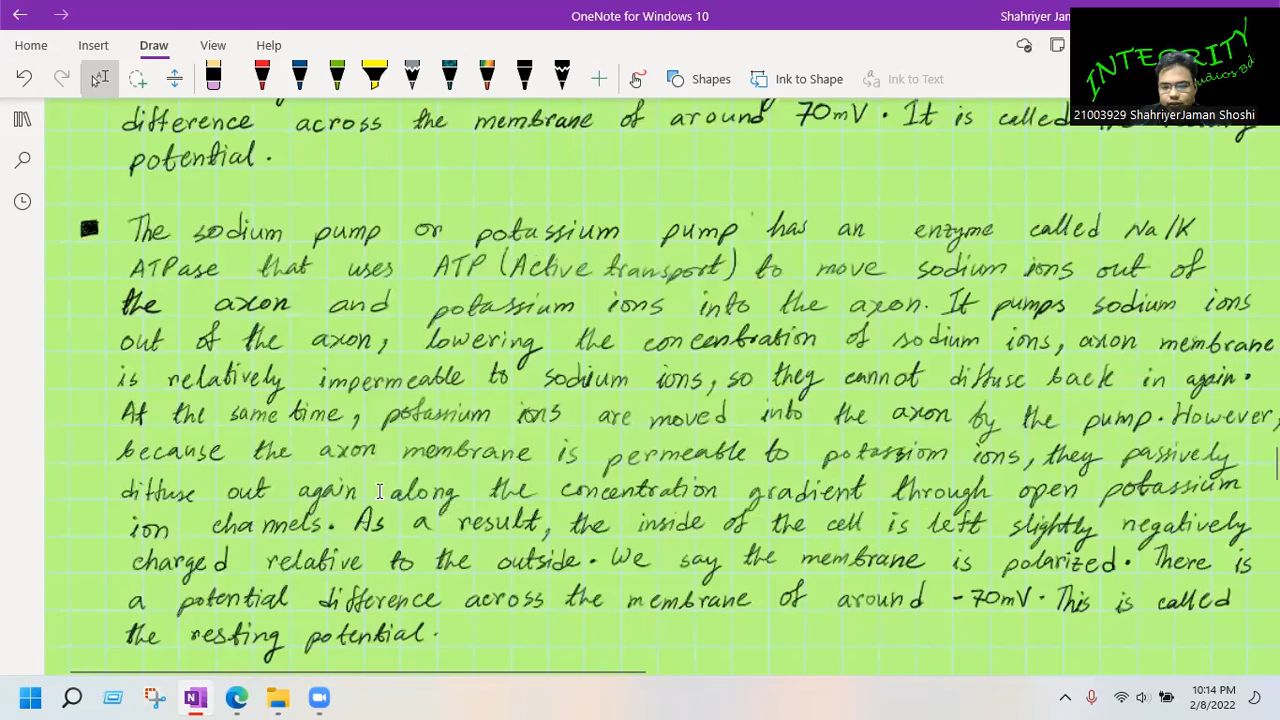 OneNote for Windows 10
Shahriyer Jam
Home Insert Draw View Help
Shapes Ink to Shape Ink to Text
INTEGRITY
21003929 ShahriyerJaman Shoshi
difference across the membrane of around 70mV. It is called
potential.
The sodium pump or potassium pump has an enzyme called Na/K
ATPase that uses ATP (Active transport) to move sodium ions out of
the axon and potassium ions into the axon. It pumps sodium ions
out of the axon, lowering the concentration of sodium ions, axon membrane
is relatively impermeable to sodium ions, so they cannot diffuse back in again.
At the same time, potassium ions are moved into the axon by the pump. However,
because the axon membrane is permeable to potassium ions, they passively
diffuse out again along the concentration gradient through open potassium
ion channels. As a result, the inside of the cell is left slightly negatively
charged relative to the outside. We say the membrane is polarized. There is
a potential difference across the membrane of around -70mV. This is called
the resting potential.
10:14 PM
2/8/2022